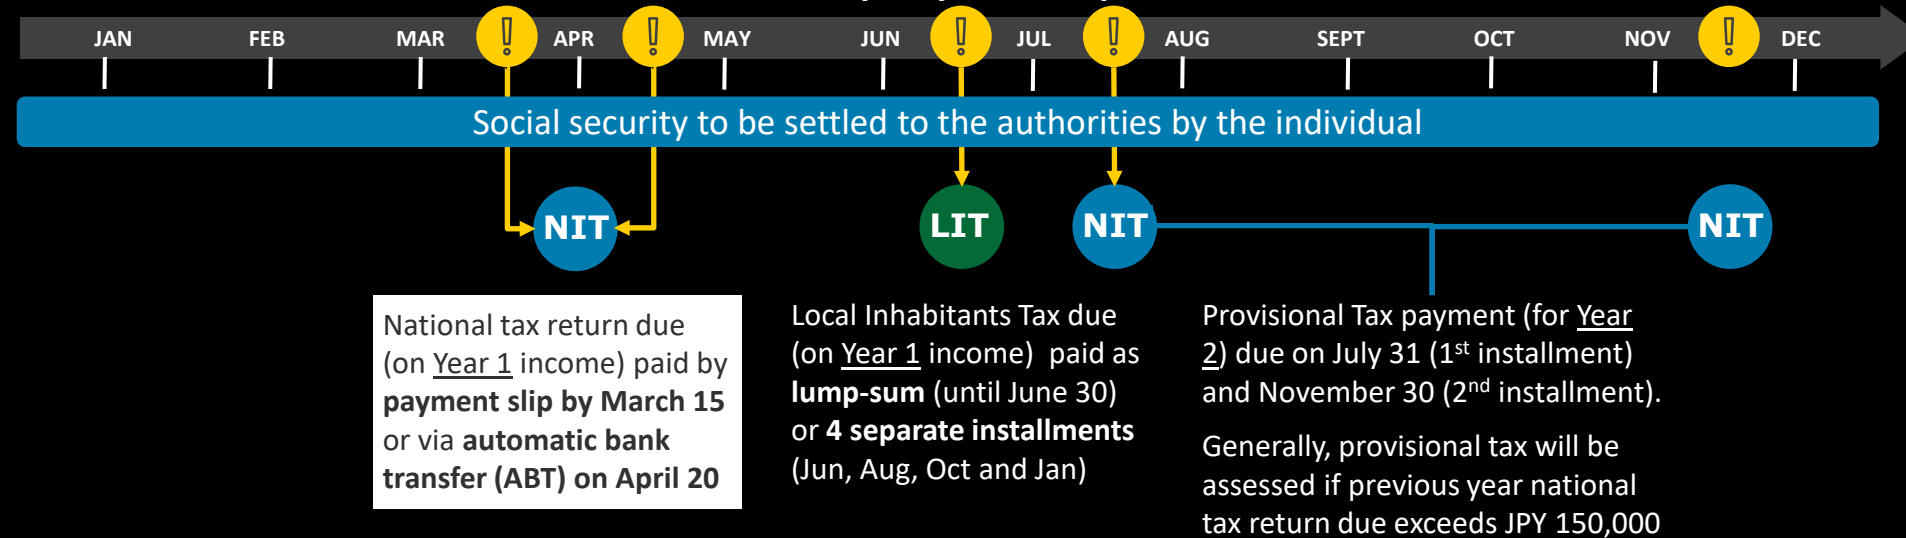 JAN FEB MAR ! APR ! MAY JUN ! JUL ! AUG SEPT OCT NOV ! DEC
Social security to be settled to the authorities by the individual
NIT LIT NIT NIT
National tax return due
(on Year 1 income) paid by
payment slip by March 15
or via automatic bank
transfer (ABT) on April 20
Local Inhabitants Tax due
(on Year 1 income) paid as
lump-sum (until June 30)
or 4 separate installments
(Jun, Aug, Oct and Jan)
Provisional Tax payment (for Year
2) due on July 31 (1st installment)
and November 30 (2nd installment).
Generally, provisional tax will be
assessed if previous year national
tax return due exceeds JPY 150,000